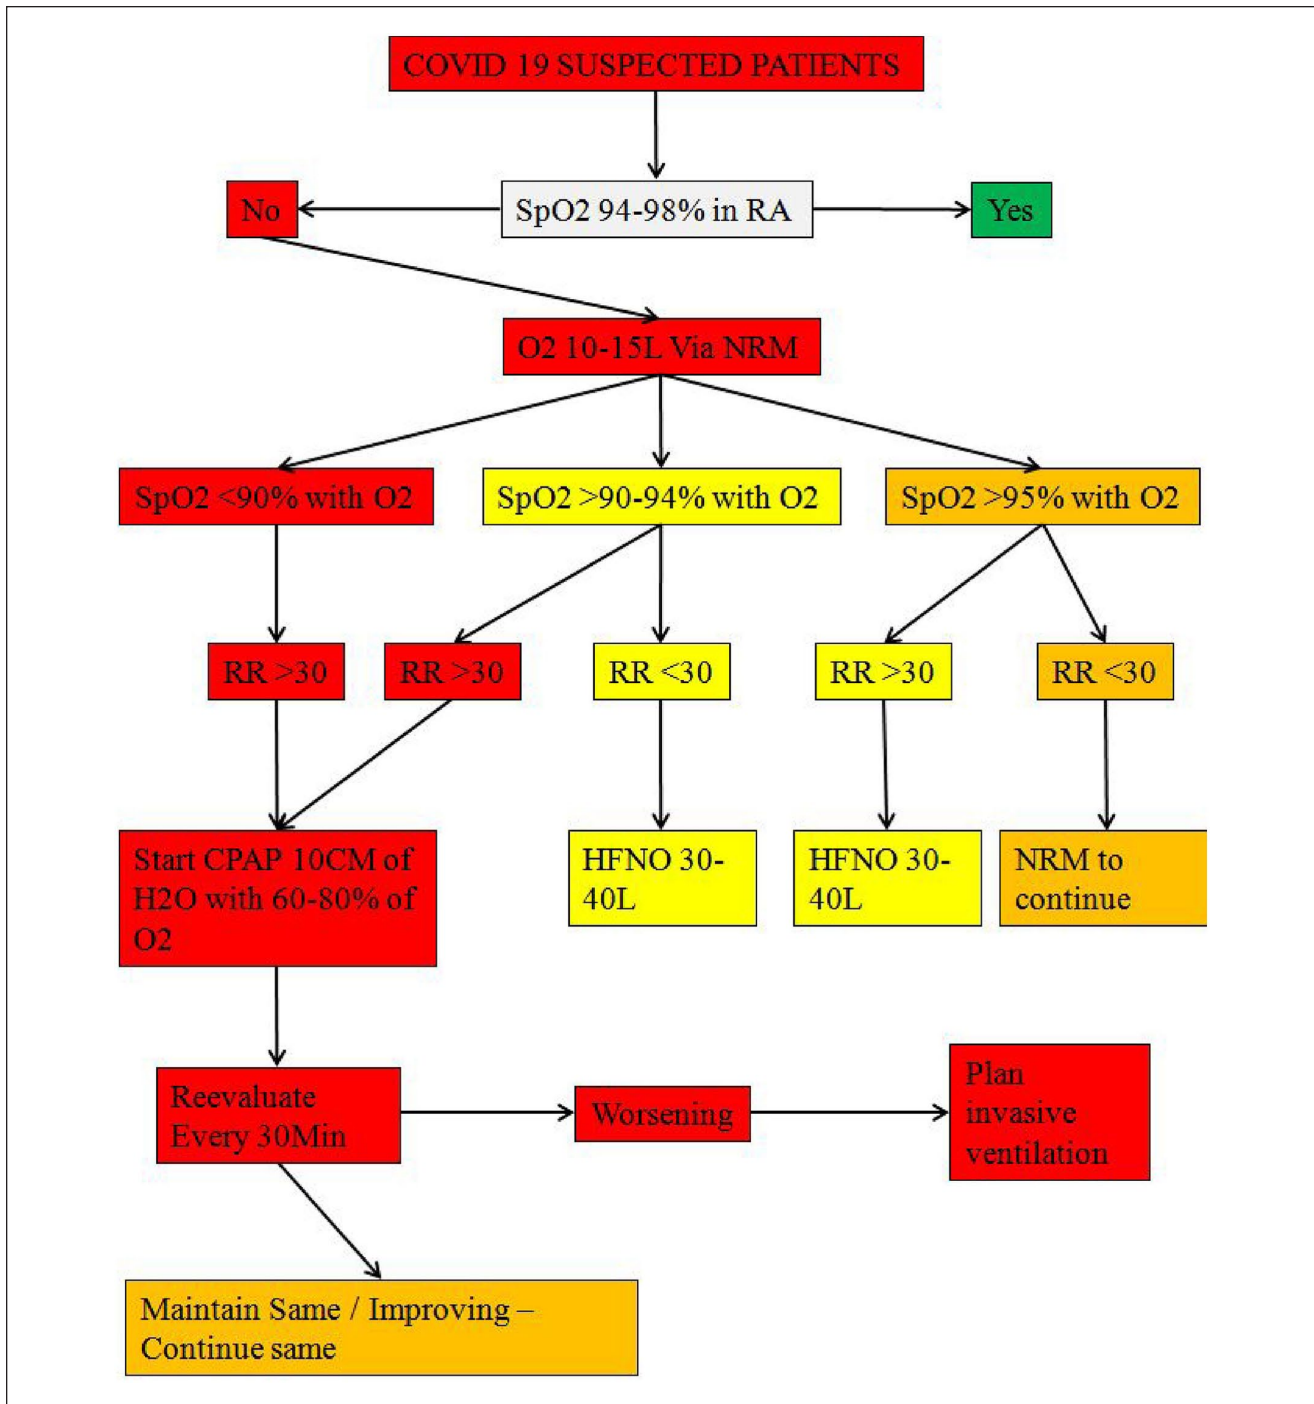 COVID 19 SUSPECTED PATIENTS
No
SpO2 94-98% in RA
Yes
O2 10-15L Via NRM
SpO2 <90% with O2
SpO2 >90-94% with O2
SpO2 >95% with O2
RR >30
RR >30
RR <30
RR >30
RR <30
Start CPAP 10CM of
H2O with 60-80% of
O2
HFNO 30-
40L
HFNO 30-
40L
NRM to
continue
Reevaluate
Every 30Min
Worsening
Plan
invasive
ventilation
Maintain Same / Improving –
Continue same